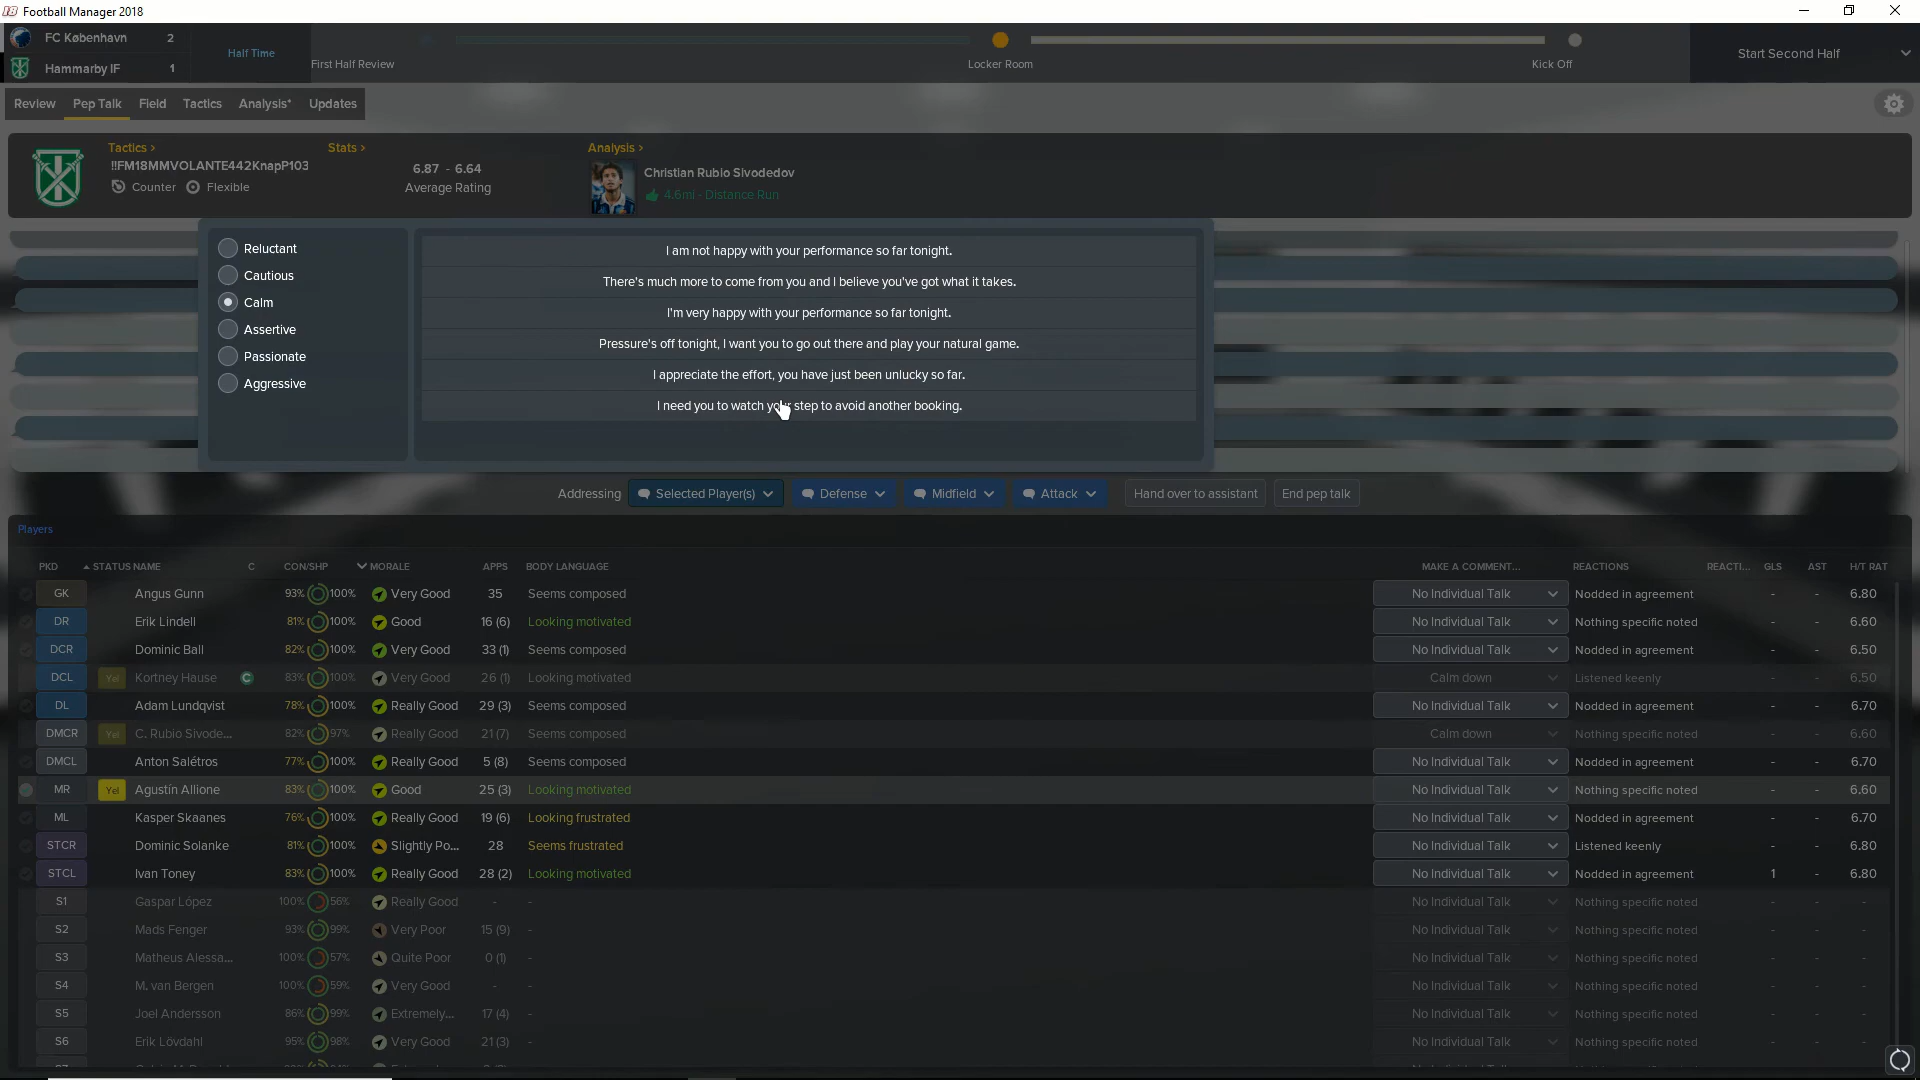 Football Manager 2018
FC København 2
Hammarby IF 1
Half Time
First Half Review
Locker Room
Kick Off
Start Second Half
Review Pep Talk Field Tactics Analysis* Updates
Tactics >
!!FM18MMVOLANTE442KnapP103
Counter Flexible
Stats >
6.87 - 6.64
Average Rating
Analysis >
Christian Rubio Sivodedov
4.6mi - Distance Run
Reluctant
Cautious
Calm
Assertive
Passionate
Aggressive
I am not happy with your performance so far tonight.
There's much more to come from you and I believe you've got what it takes.
I'm very happy with your performance so far tonight.
Pressure's off tonight, I want you to go out there and play your natural game.
I appreciate the effort, you have just been unlucky so far.
I need you to watch your step to avoid another booking.
Addressing Selected Player(s) Defense Midfield Attack Hand over to assistant End pep talk
Players
PKD STATUS NAME C CON/SHP MORALE APPS BODY LANGUAGE MAKE A COMMENT... REACTIONS REACTI... GLS AST H/T RAT
GK Angus Gunn 93% 100% Very Good 35 Seems composed No Individual Talk Nodded in agreement - - 6.80
DR Erik Lindell 81% 100% Good 16 (6) Looking motivated No Individual Talk Nothing specific noted - - 6.60
DCR Dominic Ball 82% 100% Very Good 33 (1) Seems composed No Individual Talk Nodded in agreement - - 6.50
DCL Yel Kortney Hause C 83% 100% Very Good 26 (1) Looking motivated Calm down Listened keenly - - 6.50
DL Adam Lundqvist 78% 100% Really Good 29 (3) Seems composed No Individual Talk Nodded in agreement - - 6.70
DMCR Yel C. Rubio Sivode... 82% 97% Really Good 21 (7) Seems composed Calm down Nothing specific noted - - 6.60
DMCL Anton Salétros 77% 100% Really Good 5 (8) Seems composed No Individual Talk Nodded in agreement - - 6.70
MR Yel Agustín Allione 83% 100% Good 25 (3) Looking motivated No Individual Talk Nothing specific noted - - 6.60
ML Kasper Skaanes 76% 100% Really Good 19 (6) Looking frustrated No Individual Talk Nodded in agreement - - 6.70
STCR Dominic Solanke 81% 100% Slightly Po... 28 Seems frustrated No Individual Talk Listened keenly - - 6.80
STCL Ivan Toney 83% 100% Really Good 28 (2) Looking motivated No Individual Talk Nodded in agreement 1 - 6.80
S1 Gaspar López 100% 56% Really Good - - No Individual Talk Nothing specific noted - - -
S2 Mads Fenger 93% 99% Very Poor 15 (9) - No Individual Talk Nothing specific noted - - -
S3 Matheus Alessa... 100% 57% Quite Poor 0 (1) - No Individual Talk Nothing specific noted - - -
S4 M. van Bergen 100% 59% Very Good - - No Individual Talk Nothing specific noted - - -
S5 Joel Andersson 86% 99% Extremely... 17 (4) - No Individual Talk Nothing specific noted - - -
S6 Erik Lövdahl 95% 98% Very Good 21 (3) - No Individual Talk Nothing specific noted - - -